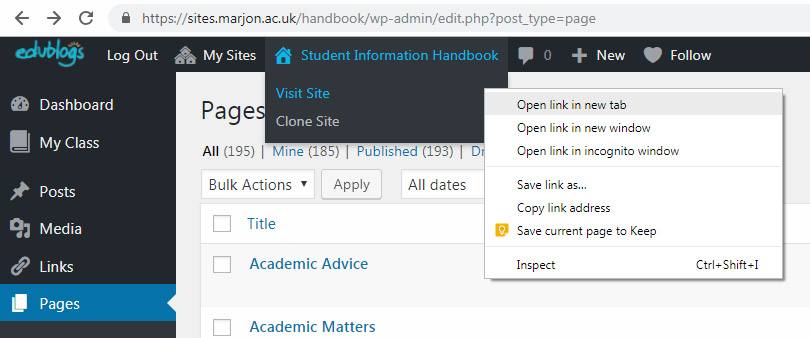 https://sites.marjon.ac.uk/handbook/wp-admin/edit.php?post_type=page
edublogs Log Out My Sites Student Information Handbook 0 New Follow
Visit Site
Clone Site
Dashboard
My Class
Posts
Media
Links
Pages
Pages
All (195) | Mine (185) | Published (193) |
Bulk Actions Apply All dates
Title
Academic Advice
Academic Matters
Open link in new tab
Open link in new window
Open link in incognito window
Save link as...
Copy link address
Save current page to Keep
Inspect Ctrl+Shift+I